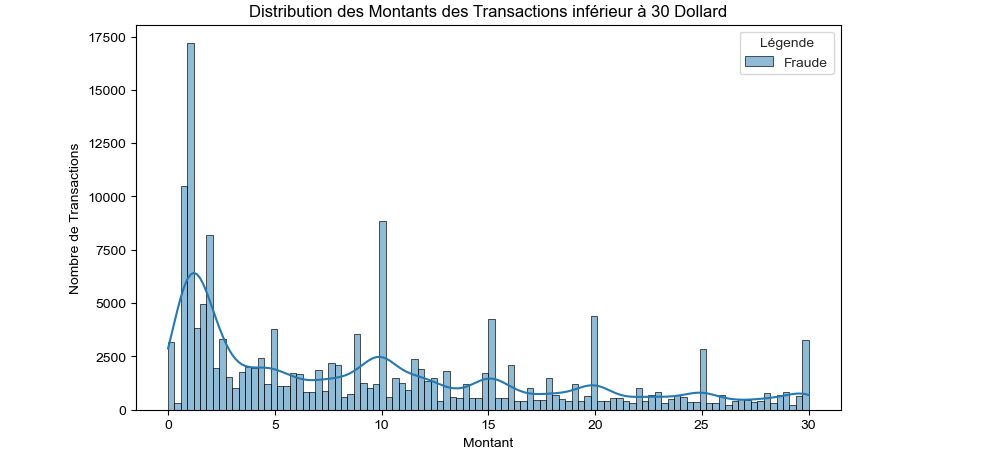 Distribution des Montants des Transactions inférieur à 30 Dollard
Légende
Fraude
Nombre de Transactions
17500
15000
12500
10000
7500
5000
2500
0
0 5 10 15 20 25 30
Montant